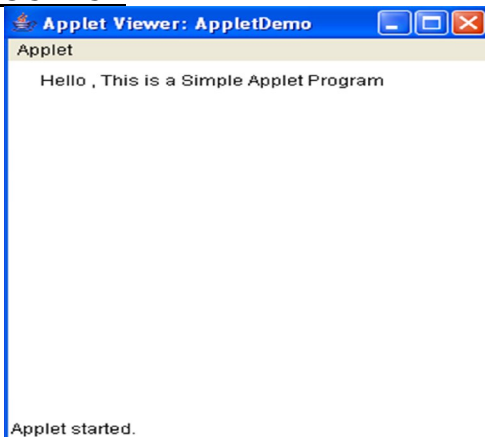 Applet Viewer: AppletDemo
Applet
Hello , This is a Simple Applet Program
Applet started.